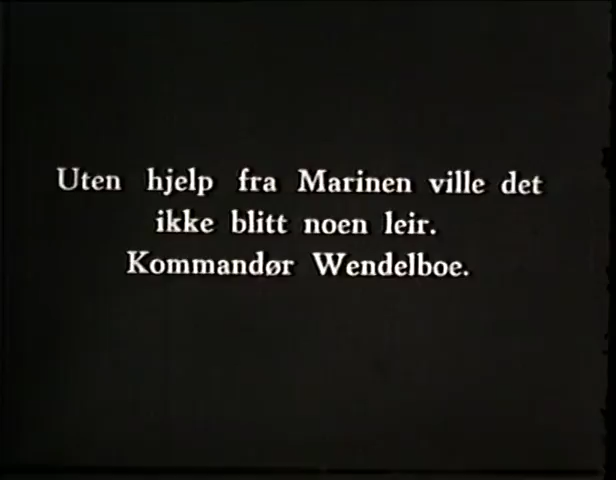 Uten hjelp fra Marinen ville det
ikke blitt noen leir.
Kommandør Wendelboe.